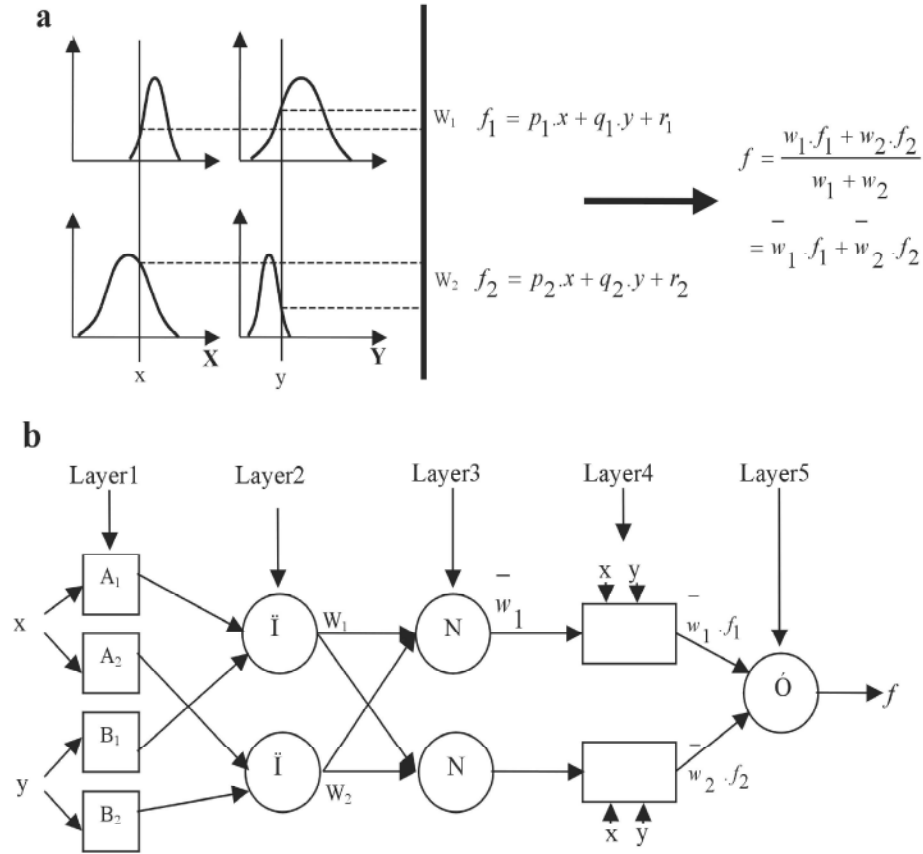 a
W₁ f₁ = p₁.x + q₁.y + r₁
f = (w₁.f₁ + w₂.f₂) / (w₁ + w₂)
= w̄₁.f₁ + w̄₂.f₂
W₂ f₂ = p₂.x + q₂.y + r₂
X Y
x y
b
Layer1 Layer2 Layer3 Layer4 Layer5
x y
A₁ Ï W₁ N w̄₁ w̄₁.f₁
x
A₂ Ó f
B₁
y
B₂ Ï W₂ N w̄₂.f₂
x y